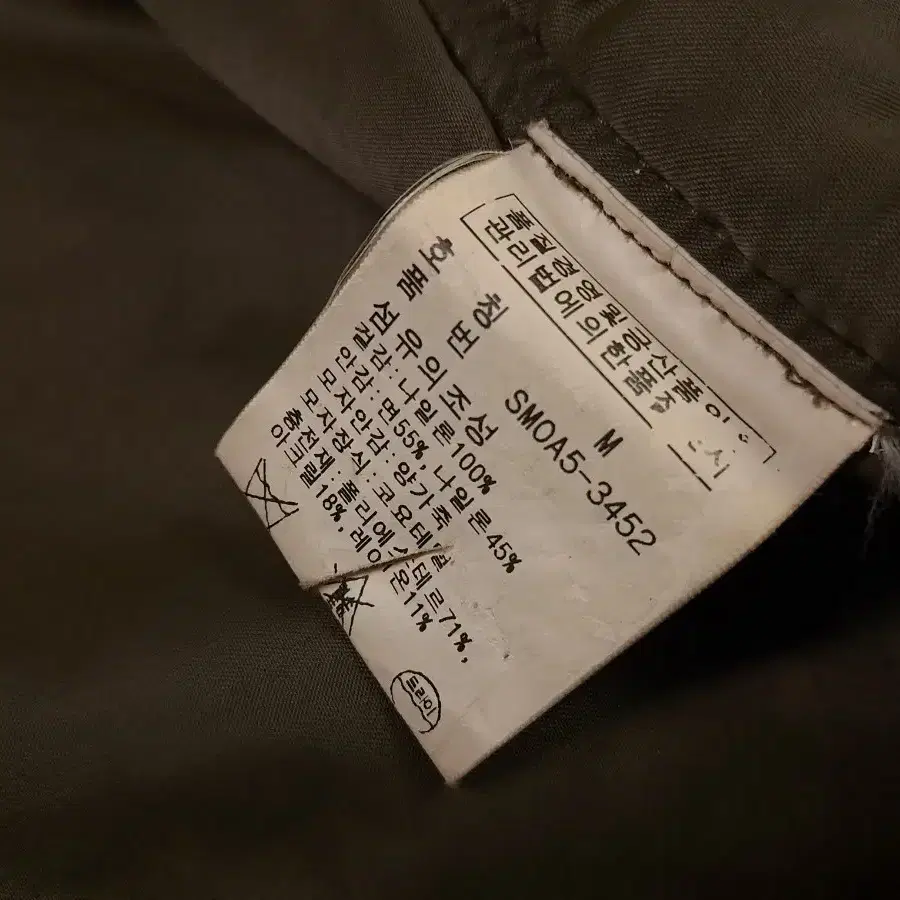 품질경영및공산품안
관리법에의한품질 시
호칭 M
품번 SMOA5-3452
섬유의조성
겉감:나일론100%
안감:면55%,나일론45%
모자안감:양가죽
모자장식:코요테털
충전재:폴리에스테르71%,
아크릴18%,레이온11%
드라이